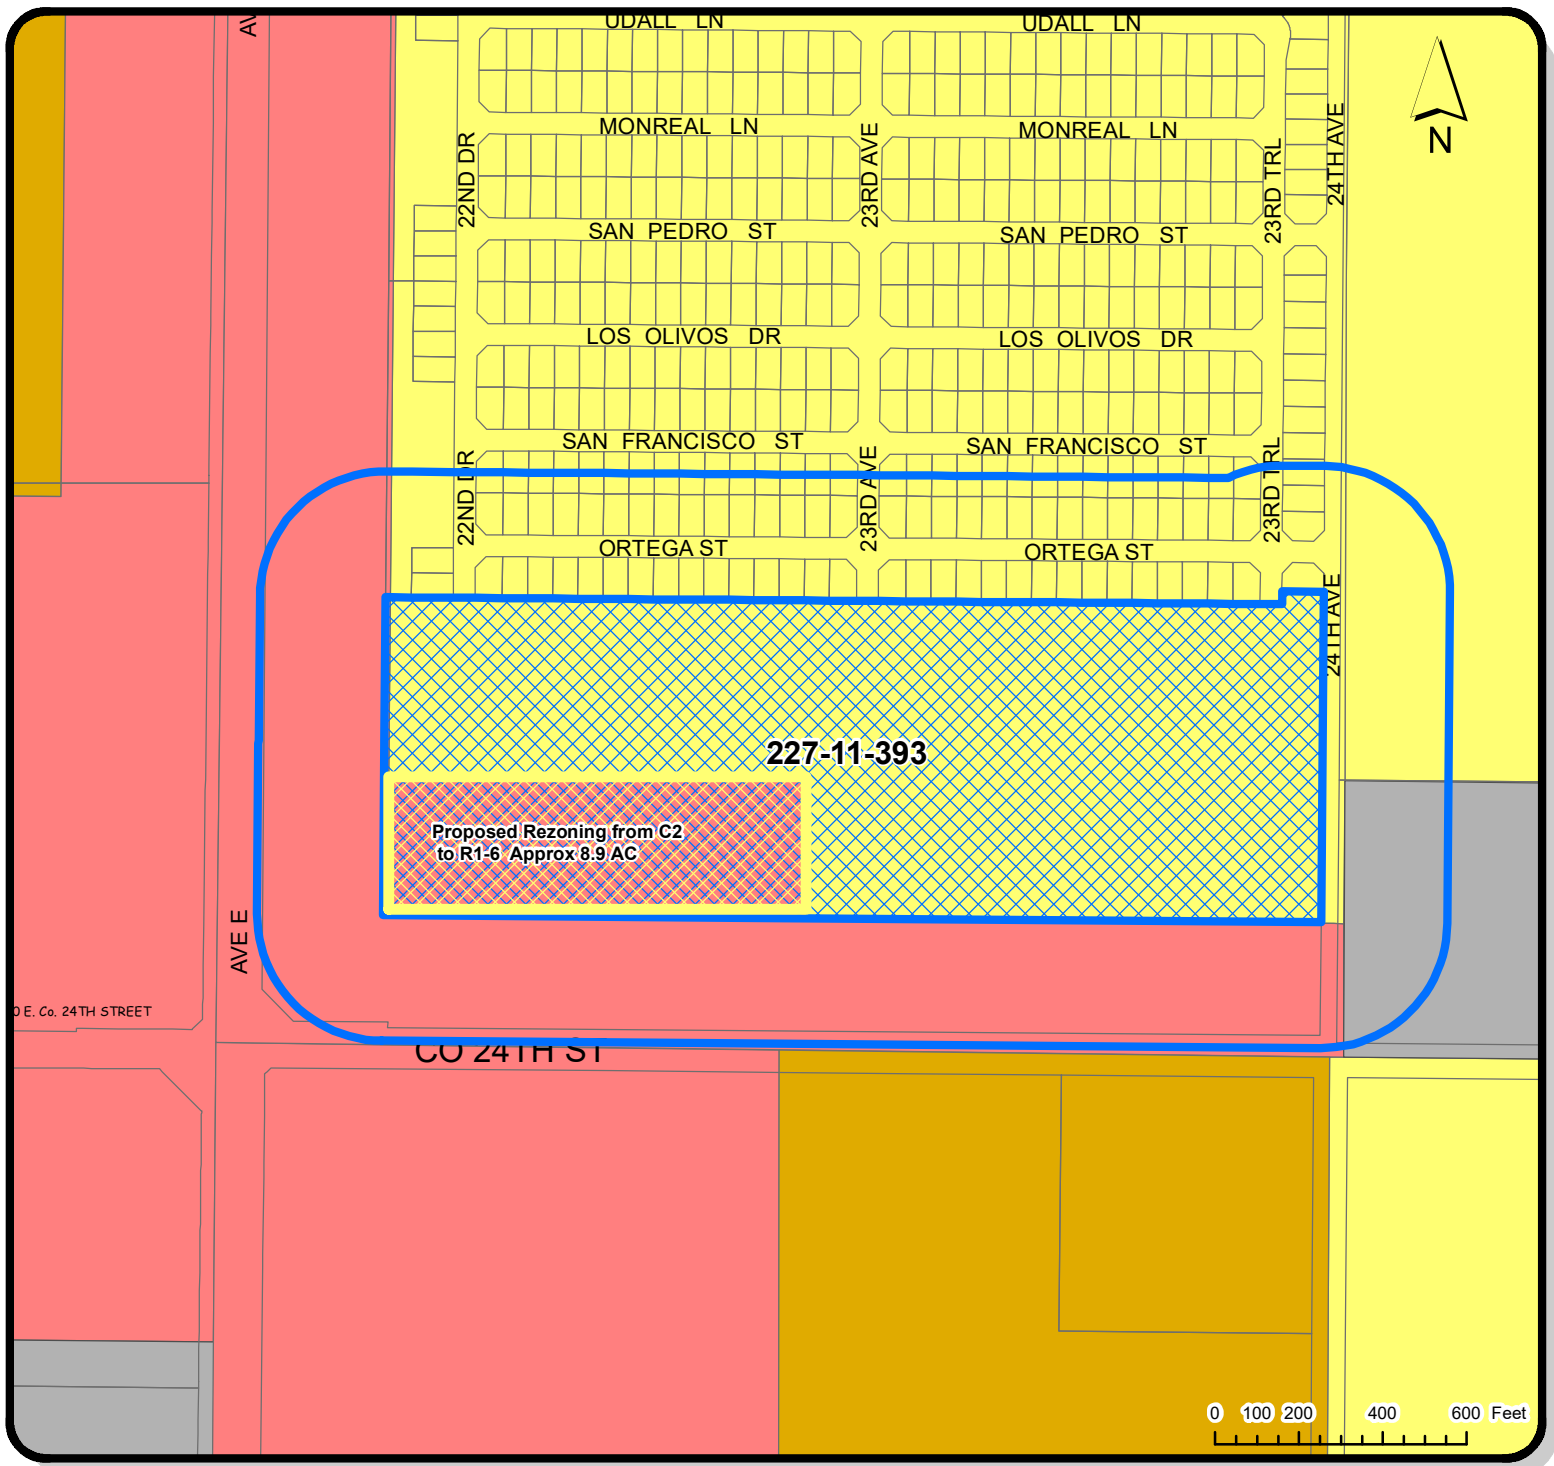 AV
UDALL LN
UDALL LN
MONREAL LN
MONREAL LN
22ND DR
23RD AVE
23RD TRL
24TH AVE
N
SAN PEDRO ST
SAN PEDRO ST
LOS OLIVOS DR
LOS OLIVOS DR
SAN FRANCISCO ST
SAN FRANCISCO ST
22ND DR
23RD AVE
23RD TRL
ORTEGA ST
ORTEGA ST
24TH AVE
227-11-393
Proposed Rezoning from C2
to R1-6 Approx 8.9 AC
AVE E
0 E. Co. 24TH STREET
CO 24TH ST
0 100 200 400 600 Feet